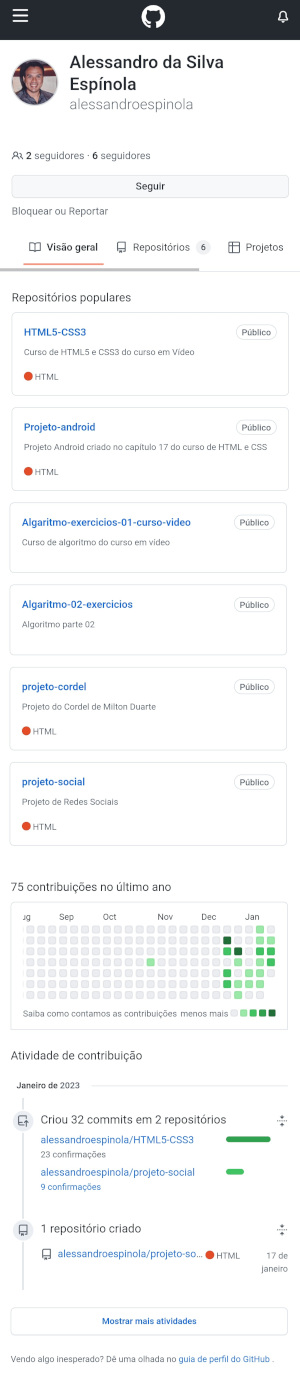 Alessandro da Silva
Espínola
alessandroespinola
2 seguidores · 6 seguidores
Seguir
Bloquear ou Reportar
Visão geral
Repositórios 6
Projetos
Repositórios populares
HTML5-CSS3 Público
Curso de HTML5 e CSS3 do curso em Vídeo
HTML
Projeto-android Público
Projeto Android criado no capítulo 17 do curso de HTML e CSS
HTML
Algaritmo-exercicios-01-curso-video Público
Curso de algoritmo do curso em vídeo
Algaritmo-02-exercicios Público
Algoritmo parte 02
projeto-cordel Público
Projeto do Cordel de Milton Duarte
HTML
projeto-social Público
Projeto de Redes Sociais
HTML
75 contribuições no último ano
ug Sep Oct Nov Dec Jan
Saiba como contamos as contribuições menos mais
Atividade de contribuição
Janeiro de 2023
Criou 32 commits em 2 repositórios
alessandroespinola/HTML5-CSS3
23 confirmações
alessandroespinola/projeto-social
9 confirmações
1 repositório criado
alessandroespinola/projeto-so... HTML 17 de
janeiro
Mostrar mais atividades
Vendo algo inesperado? Dê uma olhada no guia de perfil do GitHub .